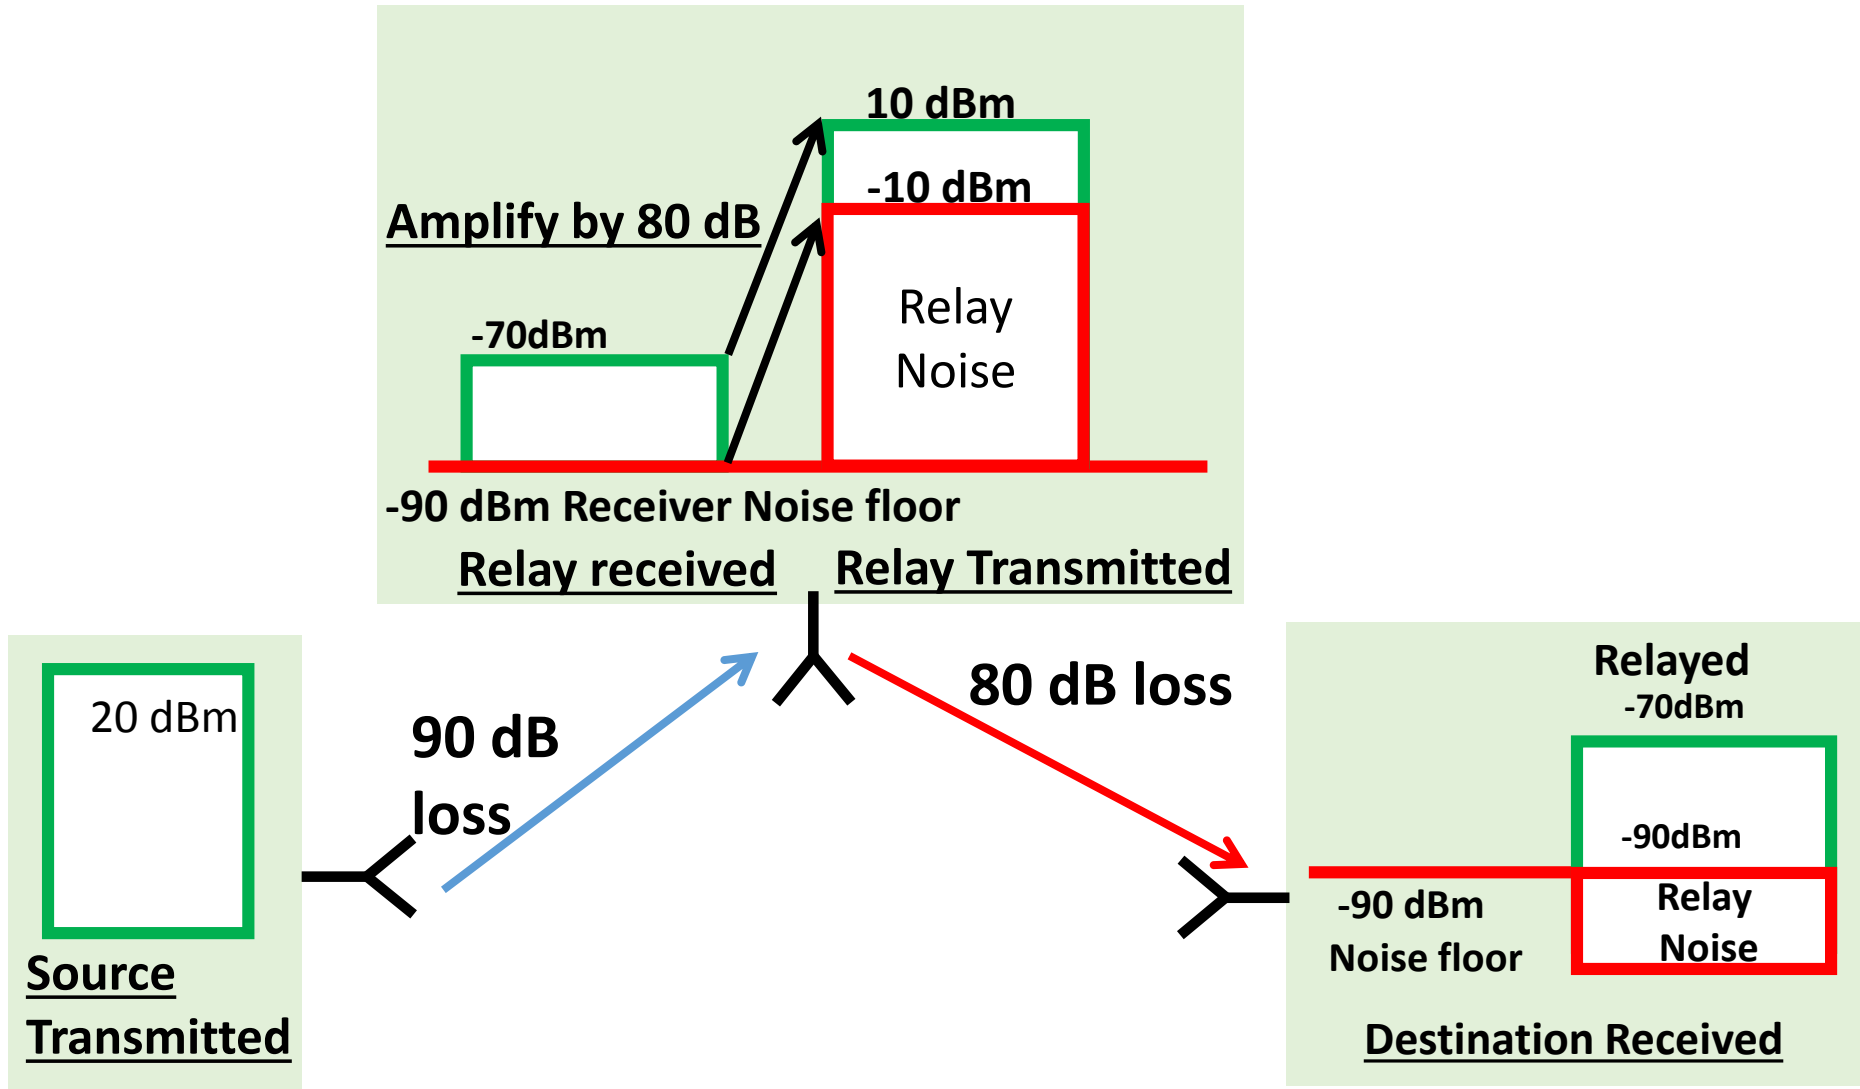 10 dBm
-10 dBm
Amplify by 80 dB
Relay
Noise
-70dBm
-90 dBm Receiver Noise floor
Relay received
Relay Transmitted
20 dBm
Source
Transmitted
90 dB
loss
80 dB loss
Relayed
-70dBm
-90dBm
-90 dBm
Noise floor
Relay
Noise
Destination Received